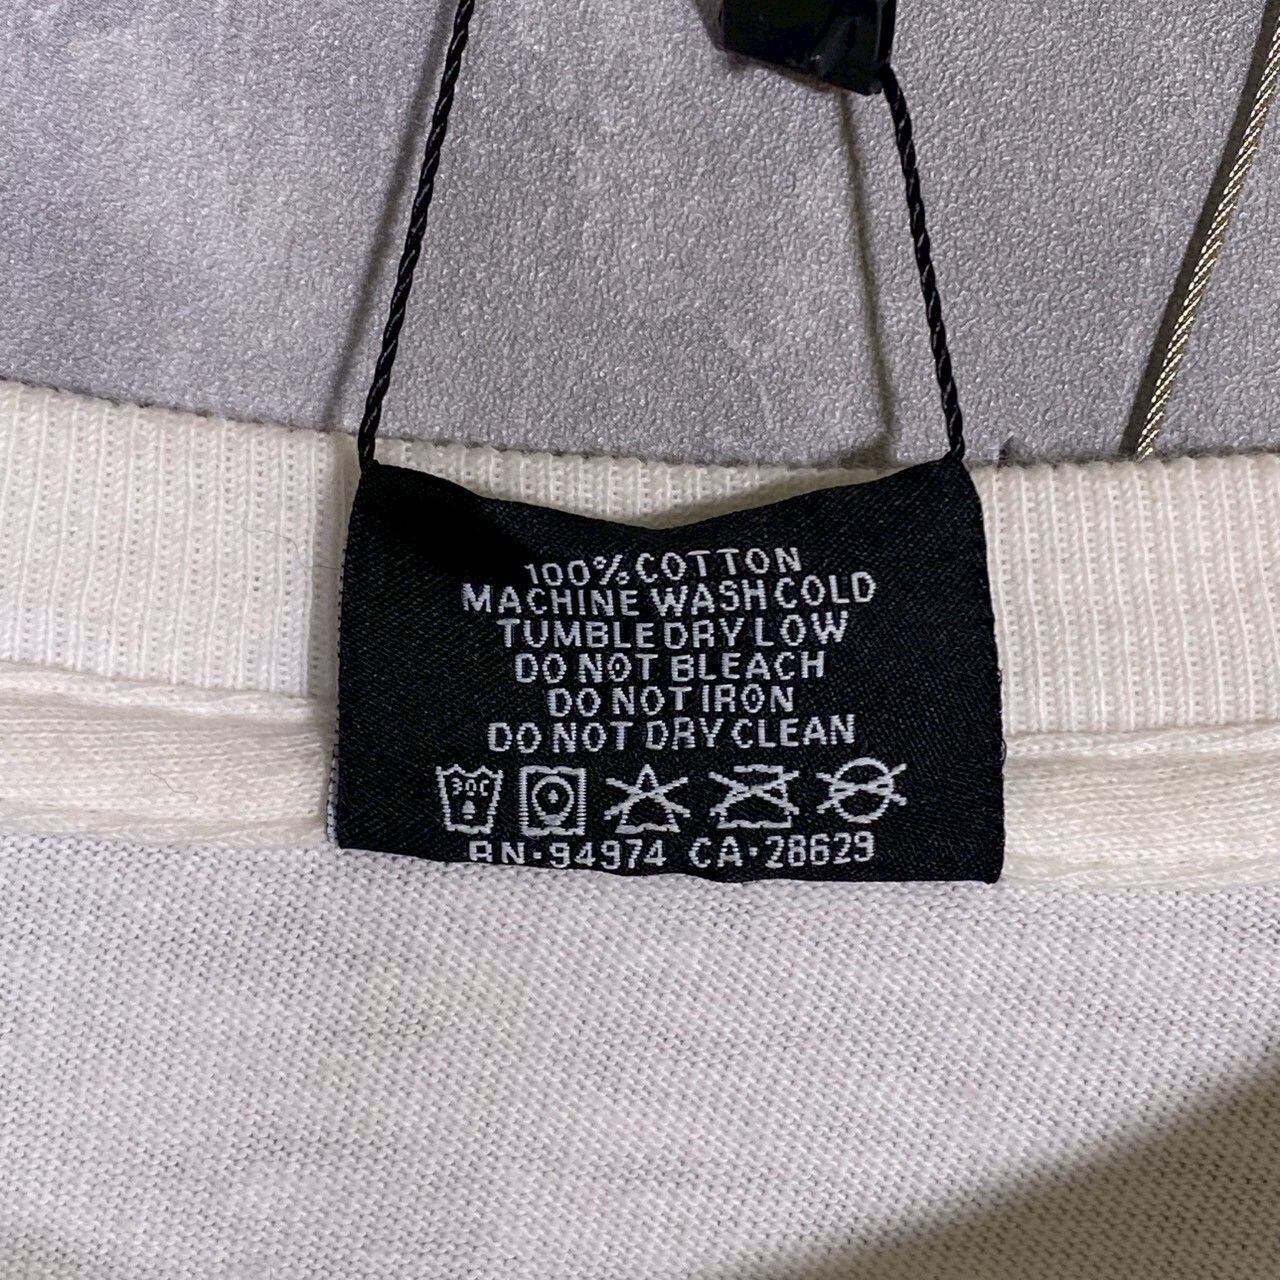 100% COTTON
MACHINE WASH COLD
TUMBLE DRY LOW
DO NOT BLEACH
DO NOT IRON
DO NOT DRY CLEAN
30C
RN·94974 CA·28629